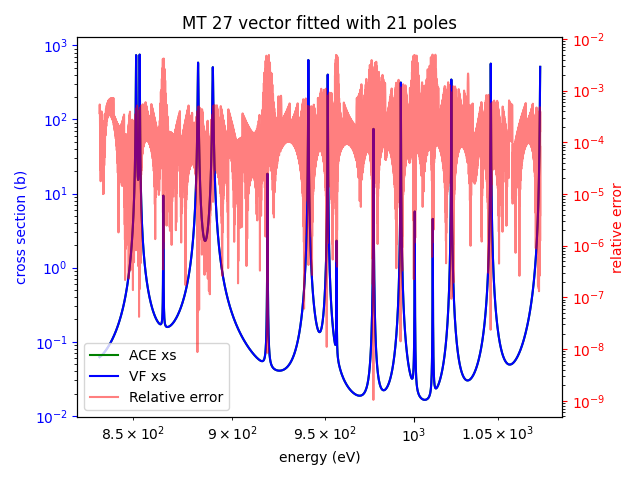 MT 27 vector fitted with 21 poles
10³
10²
10¹
10⁰
10⁻¹
10⁻²
cross section (b)
10⁻²
10⁻³
10⁻⁴
10⁻⁵
10⁻⁶
10⁻⁷
10⁻⁸
10⁻⁹
relative error
ACE xs
VF xs
Relative error
8.5 × 10² 9 × 10² 9.5 × 10² 10³ 1.05 × 10³
energy (eV)